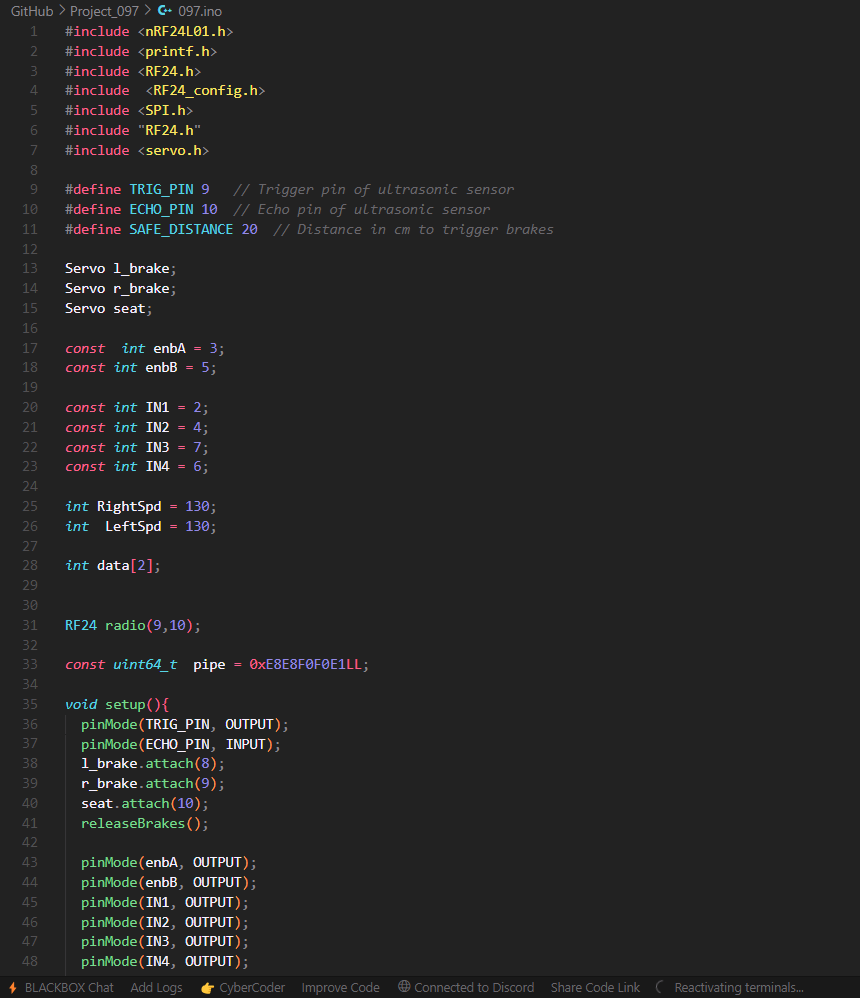 GitHub > Project_097 > 097.ino
1 #include <nRF24L01.h>
2 #include <printf.h>
3 #include <RF24.h>
4 #include  <RF24_config.h>
5 #include <SPI.h>
6 #include "RF24.h"
7 #include <servo.h>
8
9 #define TRIG_PIN 9   // Trigger pin of ultrasonic sensor
10 #define ECHO_PIN 10  // Echo pin of ultrasonic sensor
11 #define SAFE_DISTANCE 20  // Distance in cm to trigger brakes
12
13 Servo l_brake;
14 Servo r_brake;
15 Servo seat;
16
17 const  int enbA = 3;
18 const int enbB = 5;
19
20 const int IN1 = 2;
21 const int IN2 = 4;
22 const int IN3 = 7;
23 const int IN4 = 6;
24
25 int RightSpd = 130;
26 int  LeftSpd = 130;
27
28 int data[2];
29
30
31 RF24 radio(9,10);
32
33 const uint64_t  pipe = 0xE8E8F0F0E1LL;
34
35 void setup(){
36   pinMode(TRIG_PIN, OUTPUT);
37   pinMode(ECHO_PIN, INPUT);
38   l_brake.attach(8);
39   r_brake.attach(9);
40   seat.attach(10);
41   releaseBrakes();
42
43   pinMode(enbA, OUTPUT);
44   pinMode(enbB, OUTPUT);
45   pinMode(IN1, OUTPUT);
46   pinMode(IN2, OUTPUT);
47   pinMode(IN3, OUTPUT);
48   pinMode(IN4, OUTPUT);
BLACKBOX Chat Add Logs 👉 CyberCoder Improve Code Connected to Discord Share Code Link Reactivating terminals...